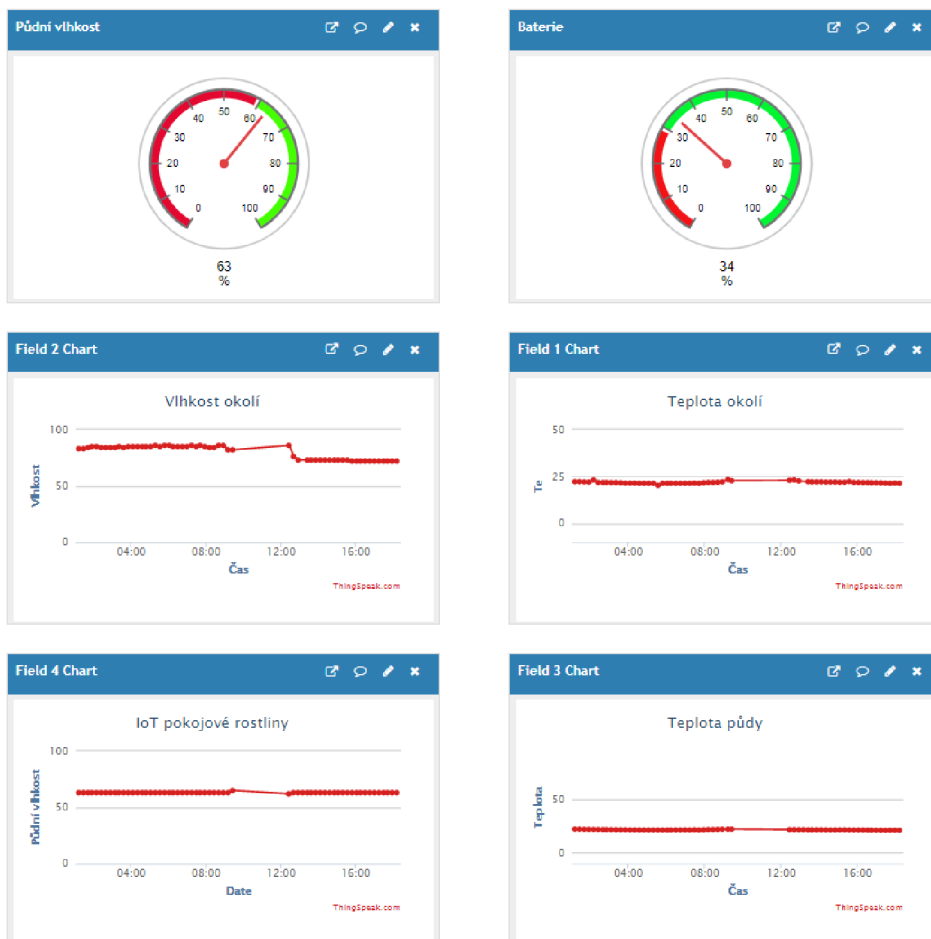 Půdní vlhkost
0
10
20
30
40
50
60
70
80
90
100
63
%
Baterie
0
10
20
30
40
50
60
70
80
90
100
34
%
Field 2 Chart
Vlhkost okolí
Vlhkost
100
50
0
04:00 08:00 12:00 16:00
Čas
ThingSpeak.com
Field 1 Chart
Teplota okolí
Te
50
25
0
04:00 08:00 12:00 16:00
Čas
ThingSpeak.com
Field 4 Chart
IoT pokojové rostliny
Půdní vlhkost
100
50
0
04:00 08:00 12:00 16:00
Date
ThingSpeak.com
Field 3 Chart
Teplota půdy
Teplota
50
0
04:00 08:00 12:00 16:00
Čas
ThingSpeak.com